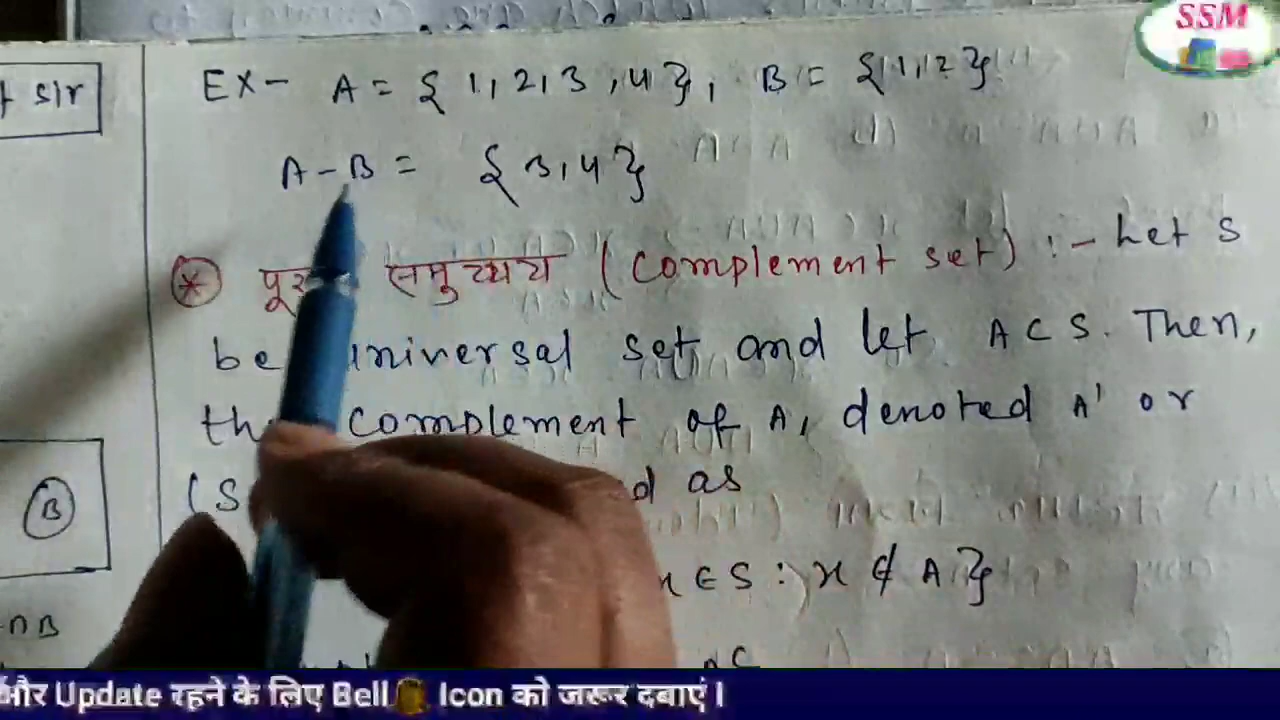 SSM
EX- A = { 1, 2, 3, 4 }, B = { 1, 2 }
A - B = { 3, 4 }
समुच्चय (Complement set) :- Let S
be universal set and let A ⊂ S. Then,
the complement of A, denoted A' or
(S as
x ∈ S : x ∉ A }
∩ B
B
और Update रहने के लिए Bell Icon को जरूर दबाएं ।